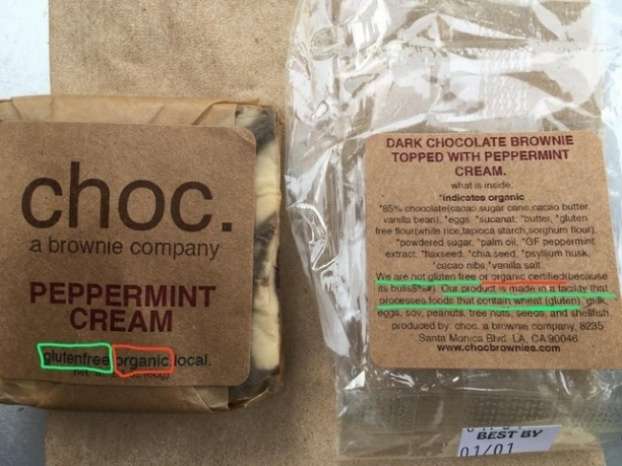 choc.
a brownie company
PEPPERMINT
CREAM
glutenfree.organic.local.
DARK CHOCOLATE BROWNIE
TOPPED WITH PEPPERMINT
CREAM.
what is inside:
*indicates organic
*85% chocolate(cacao, sugar cane, cacao butter,
vanilla bean), *eggs, *sucanat, *butter, *gluten
free flour(white rice, tapioca starch, sorghum flour),
*powdered sugar, *palm oil, *GF peppermint
extract, *flaxseed, *chia seed, *psyllium husk,
*cacao nibs, *vanilla, salt
We are not gluten free or organic certified(because
its bulls8%#). Our product is made in a facility that
processes foods that contain wheat (gluten), milk,
eggs, soy, peanuts, tree nuts, seeds, and shellfish.
produced by: choc. a brownie company, 8235
Santa Monica Blvd. LA, CA 90046
www.chocbrownies.com
BEST BY
01/01